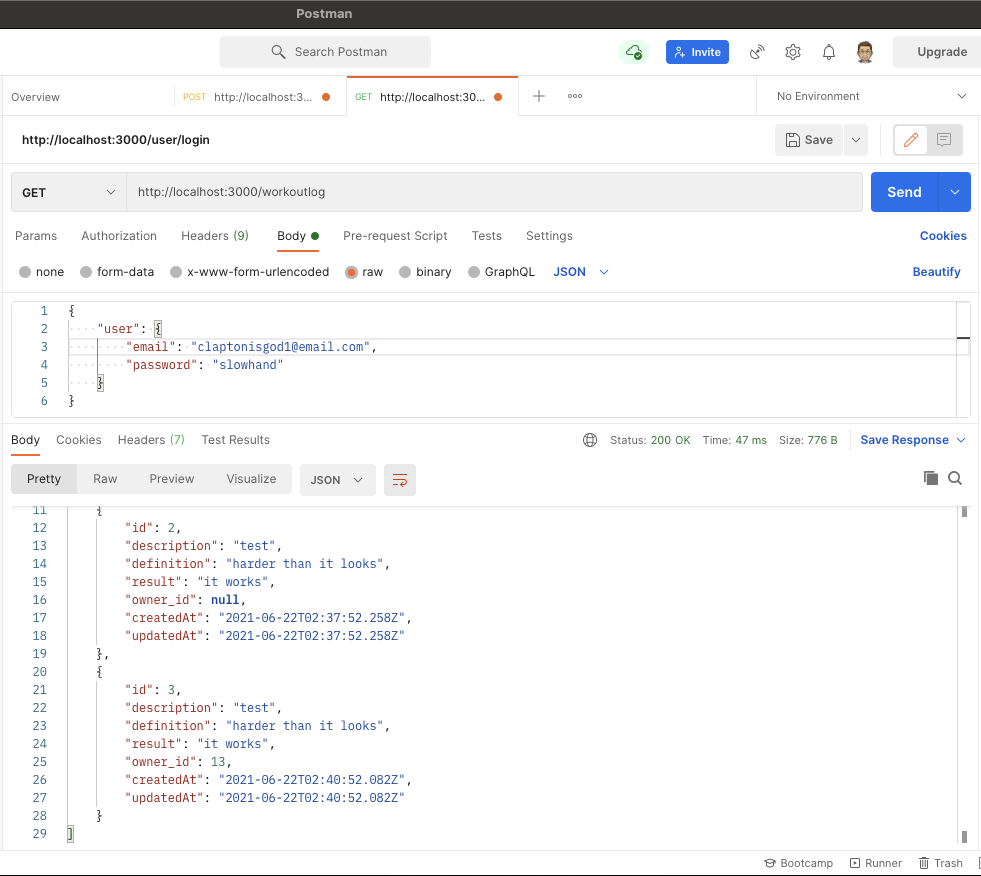 Postman
Search Postman Invite Upgrade
Overview POST http://localhost:3... GET http://localhost:30... No Environment
http://localhost:3000/user/login Save
GET http://localhost:3000/workoutlog Send
Params Authorization Headers (9) Body Pre-request Script Tests Settings Cookies
none form-data x-www-form-urlencoded raw binary GraphQL JSON Beautify
1 {
2 "user": {
3 "email": "claptonisgod1@email.com",
4 "password": "slowhand"
5 }
6 }
Body Cookies Headers (7) Test Results Status: 200 OK Time: 47 ms Size: 776 B Save Response
Pretty Raw Preview Visualize JSON
11 {
12 "id": 2,
13 "description": "test",
14 "definition": "harder than it looks",
15 "result": "it works",
16 "owner_id": null,
17 "createdAt": "2021-06-22T02:37:52.258Z",
18 "updatedAt": "2021-06-22T02:37:52.258Z"
19 },
20 {
21 "id": 3,
22 "description": "test",
23 "definition": "harder than it looks",
24 "result": "it works",
25 "owner_id": 13,
26 "createdAt": "2021-06-22T02:40:52.082Z",
27 "updatedAt": "2021-06-22T02:40:52.082Z"
28 }
29 ]
Bootcamp Runner Trash